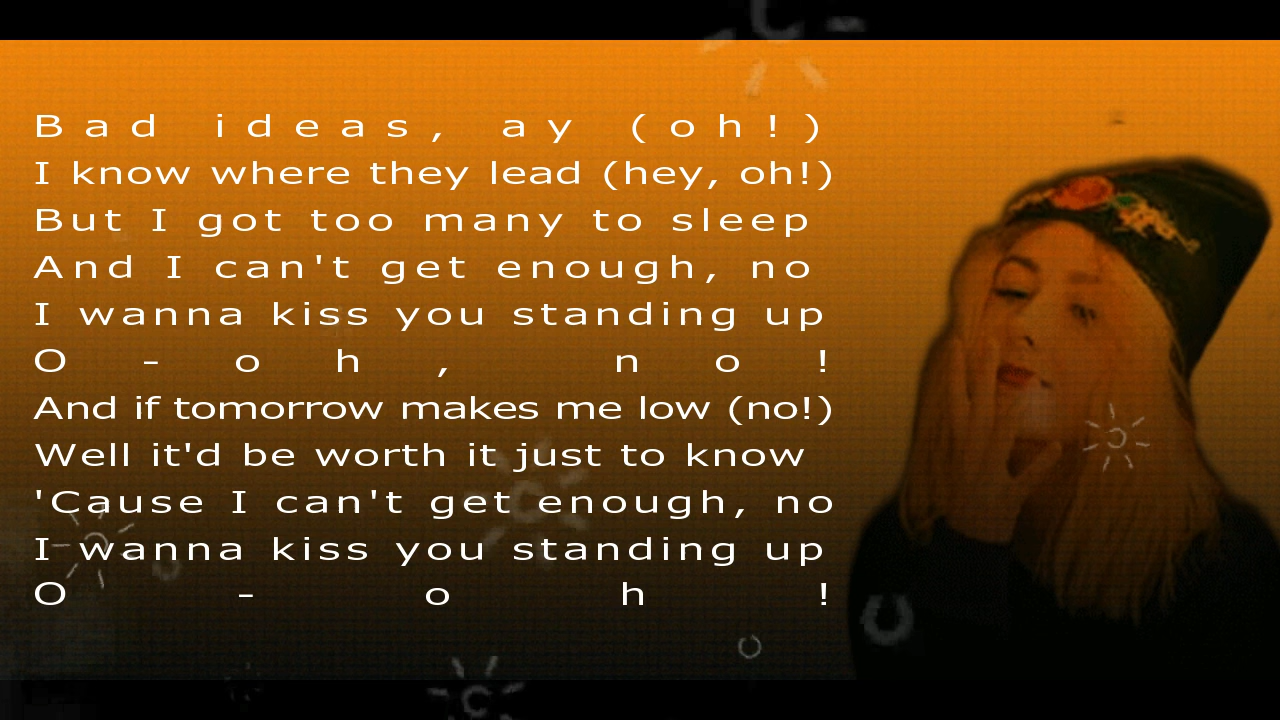 Bad ideas, ay (oh!)
I know where they lead (hey, oh!)
But I got too many to sleep
And I can't get enough, no
I wanna kiss you standing up
O-oh, no!
And if tomorrow makes me low (no!)
Well it'd be worth it just to know
'Cause I can't get enough, no
I wanna kiss you standing up
O-oh!